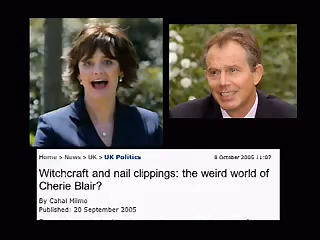 Home > News > UK > UK Politics
8 October 2005 11:07
Witchcraft and nail clippings: the weird world of
Cherie Blair?
By Cahal Milmo
Published: 20 September 2005